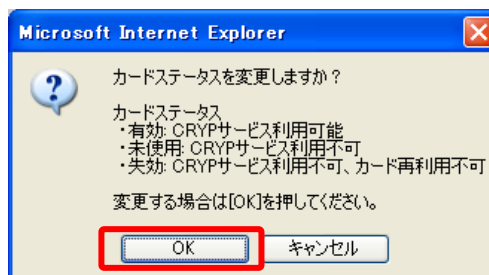 Microsoft Internet Explorer
カードステータスを変更しますか?
カードステータス
・有効: CRYPサービス利用可能
・未使用: CRYPサービス利用不可
・失効: CRYPサービス利用不可、カード再利用不可
変更する場合は[OK]を押してください。
OK キャンセル